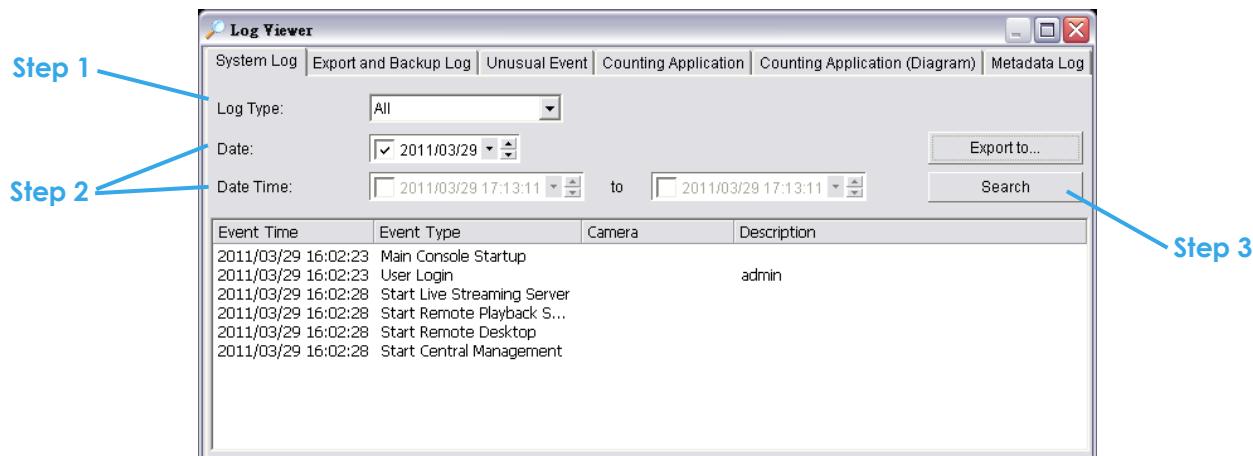 Log Viewer
System Log Export and Backup Log Unusual Event Counting Application Counting Application (Diagram) Metadata Log
Step 1
Log Type: All
Date: 2011/03/29 Export to...
Step 2
Date Time: 2011/03/29 17:13:11 to 2011/03/29 17:13:11 Search
Step 3
Event Time Event Type Camera Description
2011/03/29 16:02:23 Main Console Startup
2011/03/29 16:02:23 User Login admin
2011/03/29 16:02:28 Start Live Streaming Server
2011/03/29 16:02:28 Start Remote Playback S...
2011/03/29 16:02:28 Start Remote Desktop
2011/03/29 16:02:28 Start Central Management